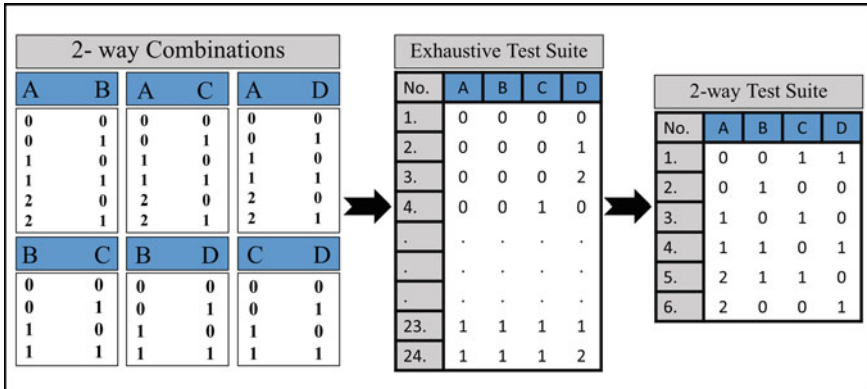 2- way Combinations
A B A C A D
0 0 0 0 0 0
0 1 0 1 0 1
1 0 1 0 1 0
1 1 1 1 1 1
2 0 2 0 2 0
2 1 2 1 2 1
B C B D C D
0 0 0 0 0 0
0 1 0 1 0 1
1 0 1 0 1 0
1 1 1 1 1 1
Exhaustive Test Suite
No. A B C D
1. 0 0 0 0
2. 0 0 0 1
3. 0 0 0 2
4. 0 0 1 0
. . . . .
. . . . .
. . . . .
23. 1 1 1 1
24. 1 1 1 2
2-way Test Suite
No. A B C D
1. 0 0 1 1
2. 0 1 0 0
3. 1 0 1 0
4. 1 1 0 1
5. 2 1 1 0
6. 2 0 0 1